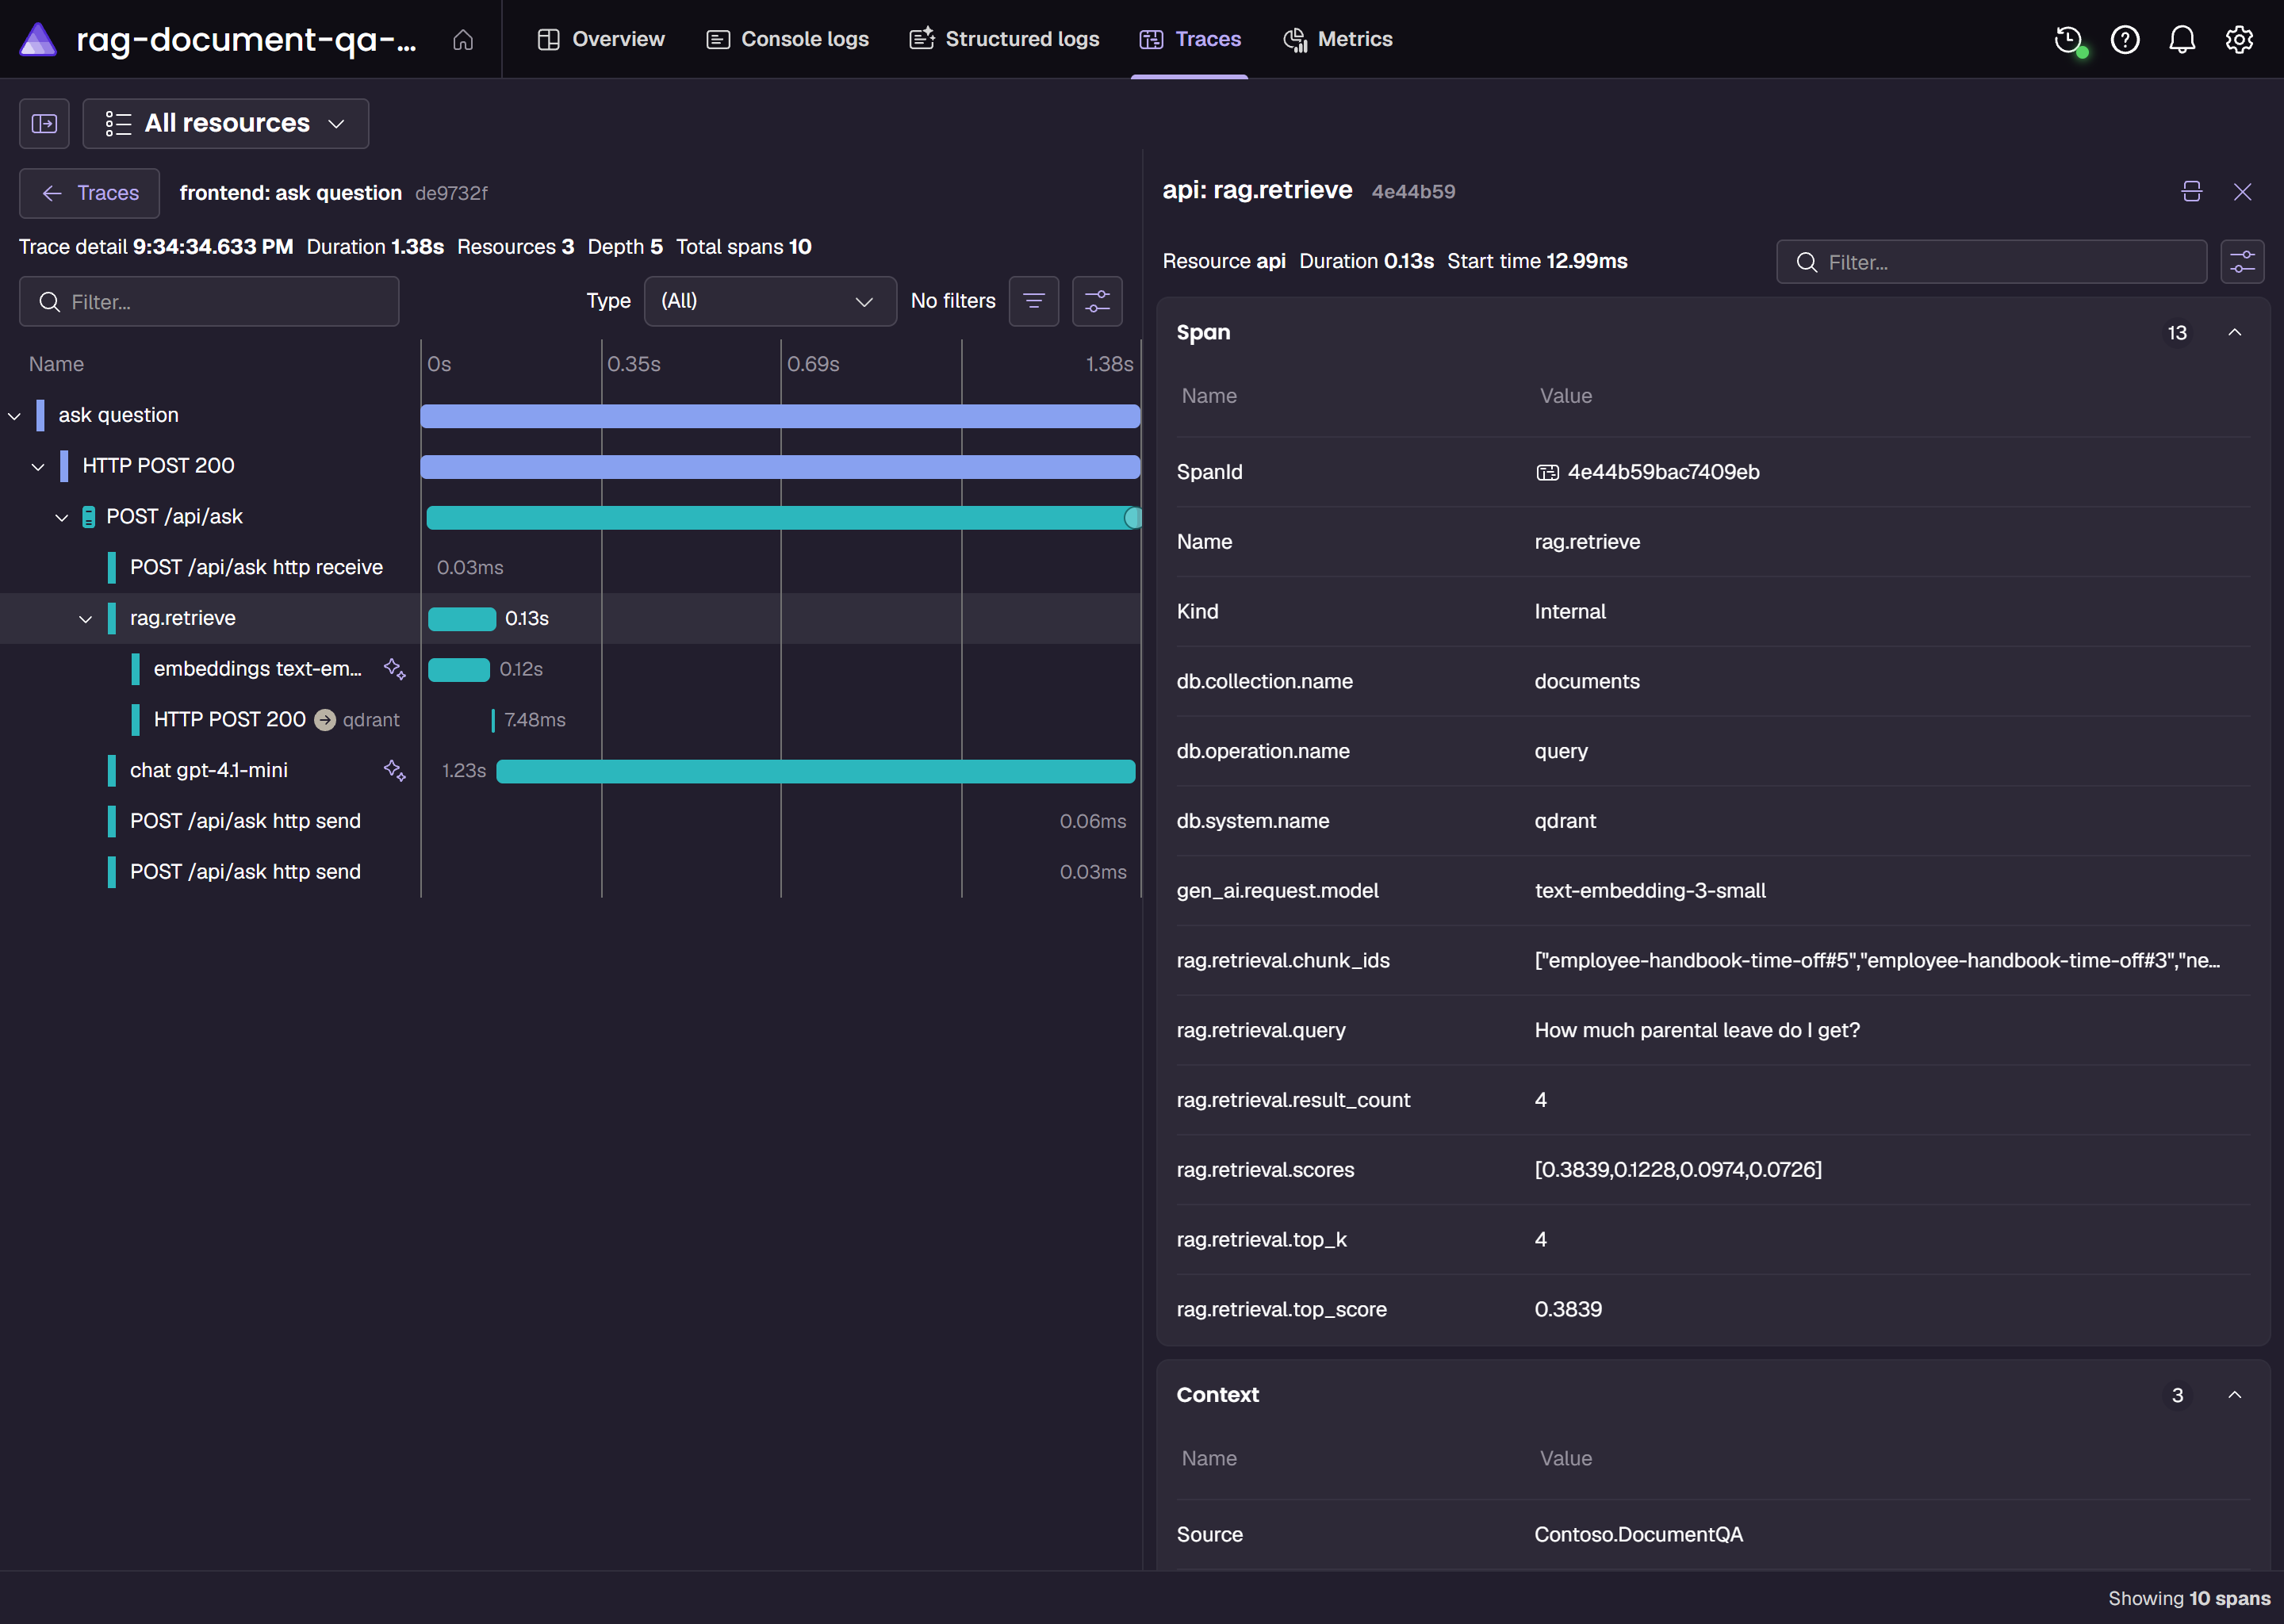 rag-document-qa-...
Overview
Console logs
Structured logs
Traces
Metrics
All resources
Traces
frontend: ask question de9732f
Trace detail 9:34:34.633 PM Duration 1.38s Resources 3 Depth 5 Total spans 10
Filter...
Type
(All)
No filters
Name
0s
0.35s
0.69s
1.38s
ask question
HTTP POST 200
POST /api/ask
POST /api/ask http receive
0.03ms
rag.retrieve
0.13s
embeddings text-em...
0.12s
HTTP POST 200 qdrant
7.48ms
chat gpt-4.1-mini
1.23s
POST /api/ask http send
0.06ms
POST /api/ask http send
0.03ms
api: rag.retrieve 4e44b59
Resource api Duration 0.13s Start time 12.99ms
Filter...
Span
13
Name
Value
SpanId
4e44b59bac7409eb
Name
rag.retrieve
Kind
Internal
db.collection.name
documents
db.operation.name
query
db.system.name
qdrant
gen_ai.request.model
text-embedding-3-small
rag.retrieval.chunk_ids
["employee-handbook-time-off#5","employee-handbook-time-off#3","ne...
rag.retrieval.query
How much parental leave do I get?
rag.retrieval.result_count
4
rag.retrieval.scores
[0.3839,0.1228,0.0974,0.0726]
rag.retrieval.top_k
4
rag.retrieval.top_score
0.3839
Context
3
Name
Value
Source
Contoso.DocumentQA
Showing 10 spans